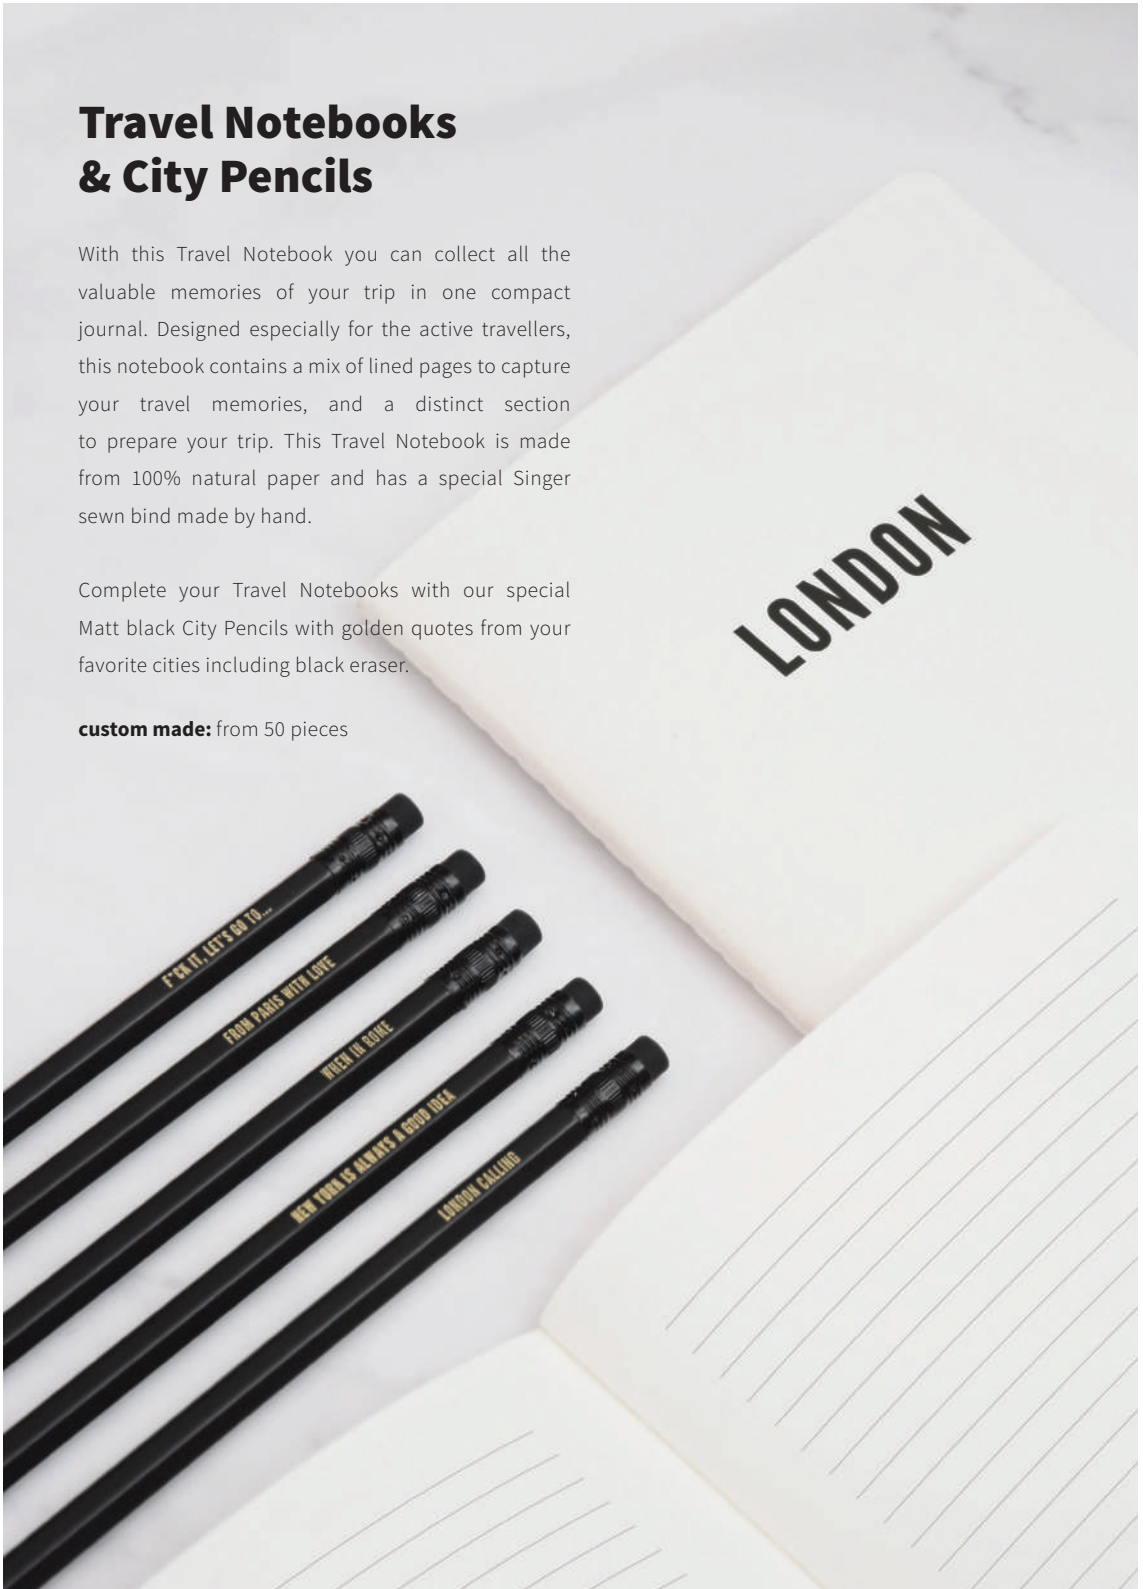 Travel Notebooks
& City Pencils
With this Travel Notebook you can collect all the
valuable memories of your trip in one compact
journal. Designed especially for the active travellers,
this notebook contains a mix of lined pages to capture
your travel memories, and a distinct section
to prepare your trip. This Travel Notebook is made
from 100% natural paper and has a special Singer
sewn bind made by hand.
Complete your Travel Notebooks with our special
Matt black City Pencils with golden quotes from your
favorite cities including black eraser.
custom made: from 50 pieces
LONDON
F*CK IT, LET'S GO TO...
FROM PARIS WITH LOVE
WHEN IN ROME
NEW YORK IS ALWAYS A GOOD IDEA
LONDON CALLING